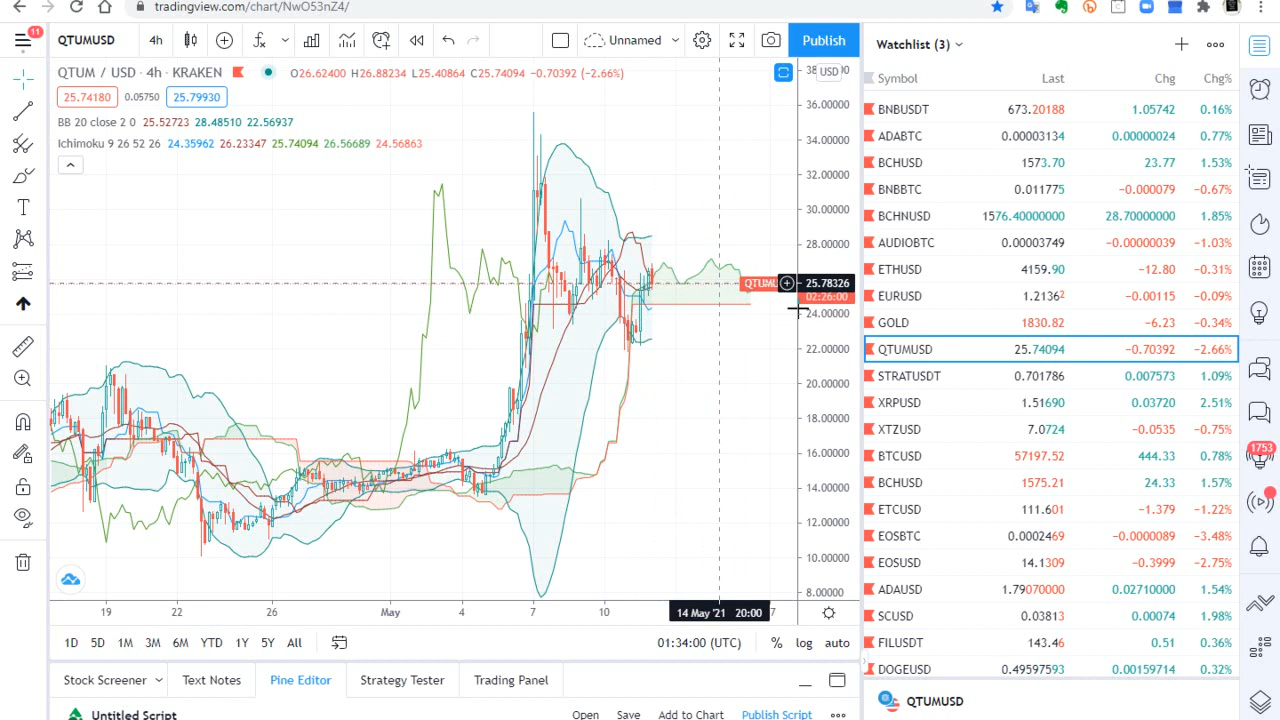 tradingview.com/chart/NwO53nZ4/
11
QTUMUSD 4h Unnamed Publish
QTUM / USD · 4h · KRAKEN O26.62400 H26.88234 L25.40864 C25.74094 −0.70392 (−2.66%)
25.74180 0.05750 25.79930
BB 20 close 2 0 25.52723 28.48510 22.56937
Ichimoku 9 26 52 26 24.35962 26.23347 25.74094 26.56689 24.56863
USD
36.00000
34.00000
32.00000
30.00000
28.00000
QTUMU 25.78326
02:26:00
24.00000
22.00000
20.00000
18.00000
16.00000
14.00000
12.00000
10.00000
8.00000
19 22 26 May 4 7 10 14 May '21 20:00 7
1D 5D 1M 3M 6M YTD 1Y 5Y All 01:34:00 (UTC) % log auto
Stock Screener Text Notes Pine Editor Strategy Tester Trading Panel
Untitled Script Open Save Add to Chart Publish Script
Watchlist (3)
Symbol Last Chg Chg%
BNBUSDT 673.20188 1.05742 0.16%
ADABTC 0.00003134 0.00000024 0.77%
BCHUSD 1573.70 23.77 1.53%
BNBBTC 0.011775 −0.000079 −0.67%
BCHNUSD 1576.40000000 28.70000000 1.85%
AUDIOBTC 0.00003749 −0.00000039 −1.03%
ETHUSD 4159.90 −12.80 −0.31%
EURUSD 1.21362 −0.00115 −0.09%
GOLD 1830.82 −6.23 −0.34%
QTUMUSD 25.74094 −0.70392 −2.66%
STRATUSDT 0.701786 0.007573 1.09%
XRPUSD 1.51690 0.03720 2.51%
XTZUSD 7.0724 −0.0535 −0.75%
BTCUSD 57197.52 444.33 0.78%
BCHUSD 1575.21 24.33 1.57%
ETCUSD 111.601 −1.379 −1.22%
EOSBTC 0.0002469 −0.0000089 −3.48%
EOSUSD 14.1309 −0.3999 −2.75%
ADAUSD 1.79070000 0.02710000 1.54%
SCUSD 0.03813 0.00074 1.98%
FILUSDT 143.46 0.51 0.36%
DOGEUSD 0.49597593 0.00159714 0.32%
QTUMUSD
1753